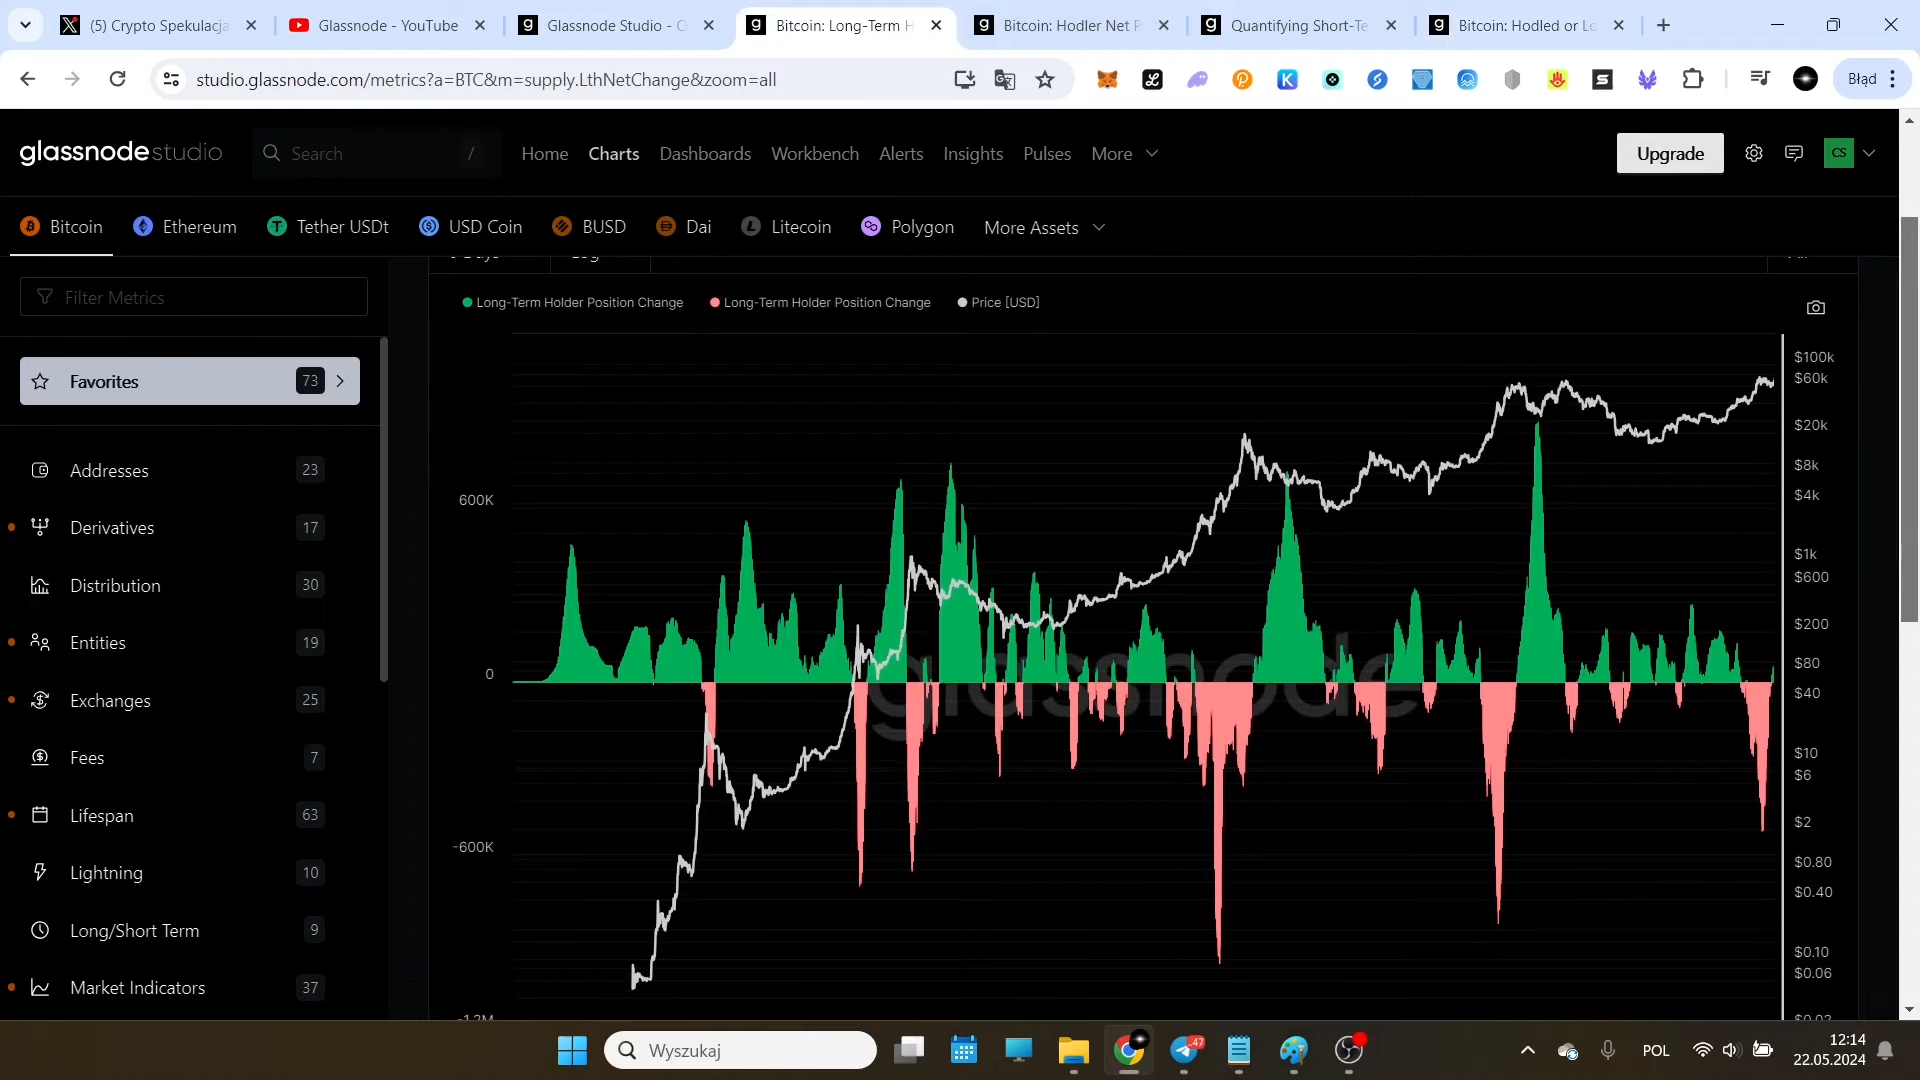 (5) Crypto Spekulacja
Glassnode - YouTube
Glassnode Studio - O
Bitcoin: Long-Term H
Bitcoin: Hodler Net P
Quantifying Short-Te
Bitcoin: Hodled or Lo
studio.glassnode.com/metrics?a=BTC&m=supply.LthNetChange&zoom=all
Błąd
glassnodestudio
Search /
Home
Charts
Dashboards
Workbench
Alerts
Insights
Pulses
More
Upgrade
CS
Bitcoin
Ethereum
Tether USDt
USD Coin
BUSD
Dai
Litecoin
Polygon
More Assets
Filter Metrics
Favorites 73
Addresses 23
Derivatives 17
Distribution 30
Entities 19
Exchanges 25
Fees 7
Lifespan 63
Lightning 10
Long/Short Term 9
Market Indicators 37
Long-Term Holder Position Change
Long-Term Holder Position Change
Price [USD]
600K
0
-600K
-1.2M
$100k
$60k
$20k
$8k
$4k
$1k
$600
$200
$80
$40
$10
$6
$2
$0.80
$0.40
$0.10
$0.06
$0.02
glassnode
Wyszukaj
47
POL
12:14
22.05.2024